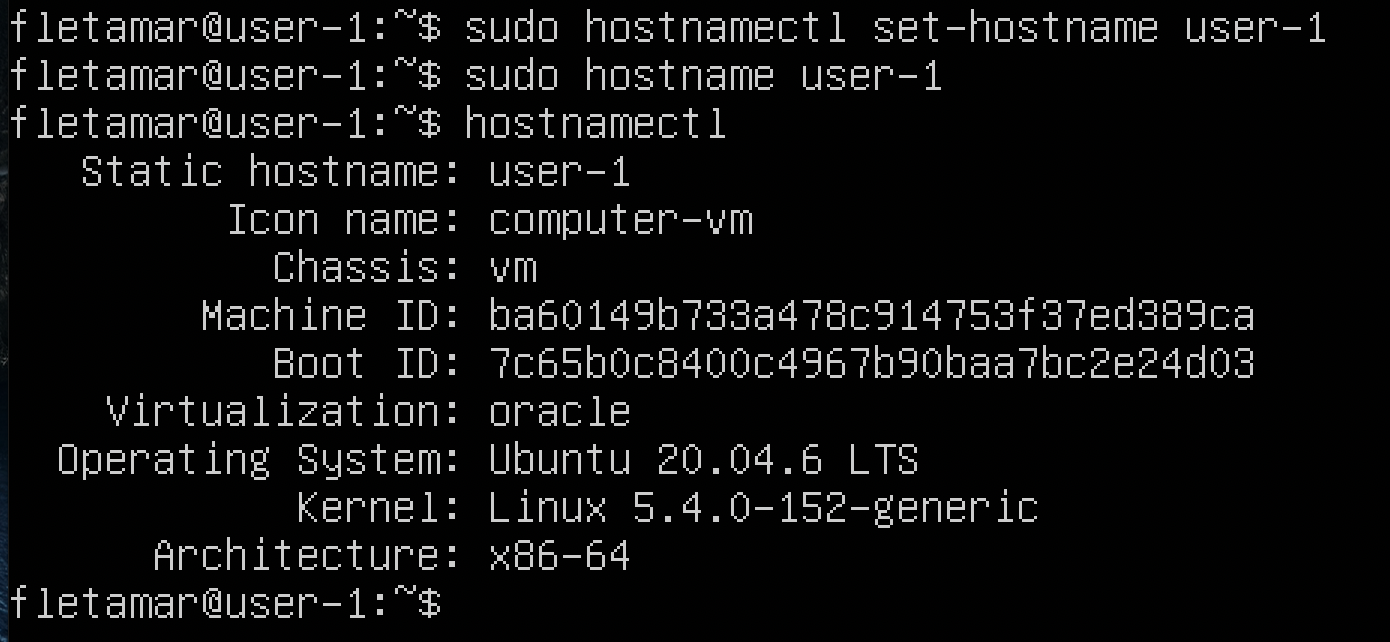 fletamar@user-1:~$ sudo hostnamectl set-hostname user-1
fletamar@user-1:~$ sudo hostname user-1
fletamar@user-1:~$ hostnamectl
Static hostname: user-1
Icon name: computer-vm
Chassis: vm
Machine ID: ba60149b733a478c914753f37ed389ca
Boot ID: 7c65b0c8400c4967b90baa7bc2e24d03
Virtualization: oracle
Operating System: Ubuntu 20.04.6 LTS
Kernel: Linux 5.4.0-152-generic
Architecture: x86-64
fletamar@user-1:~$